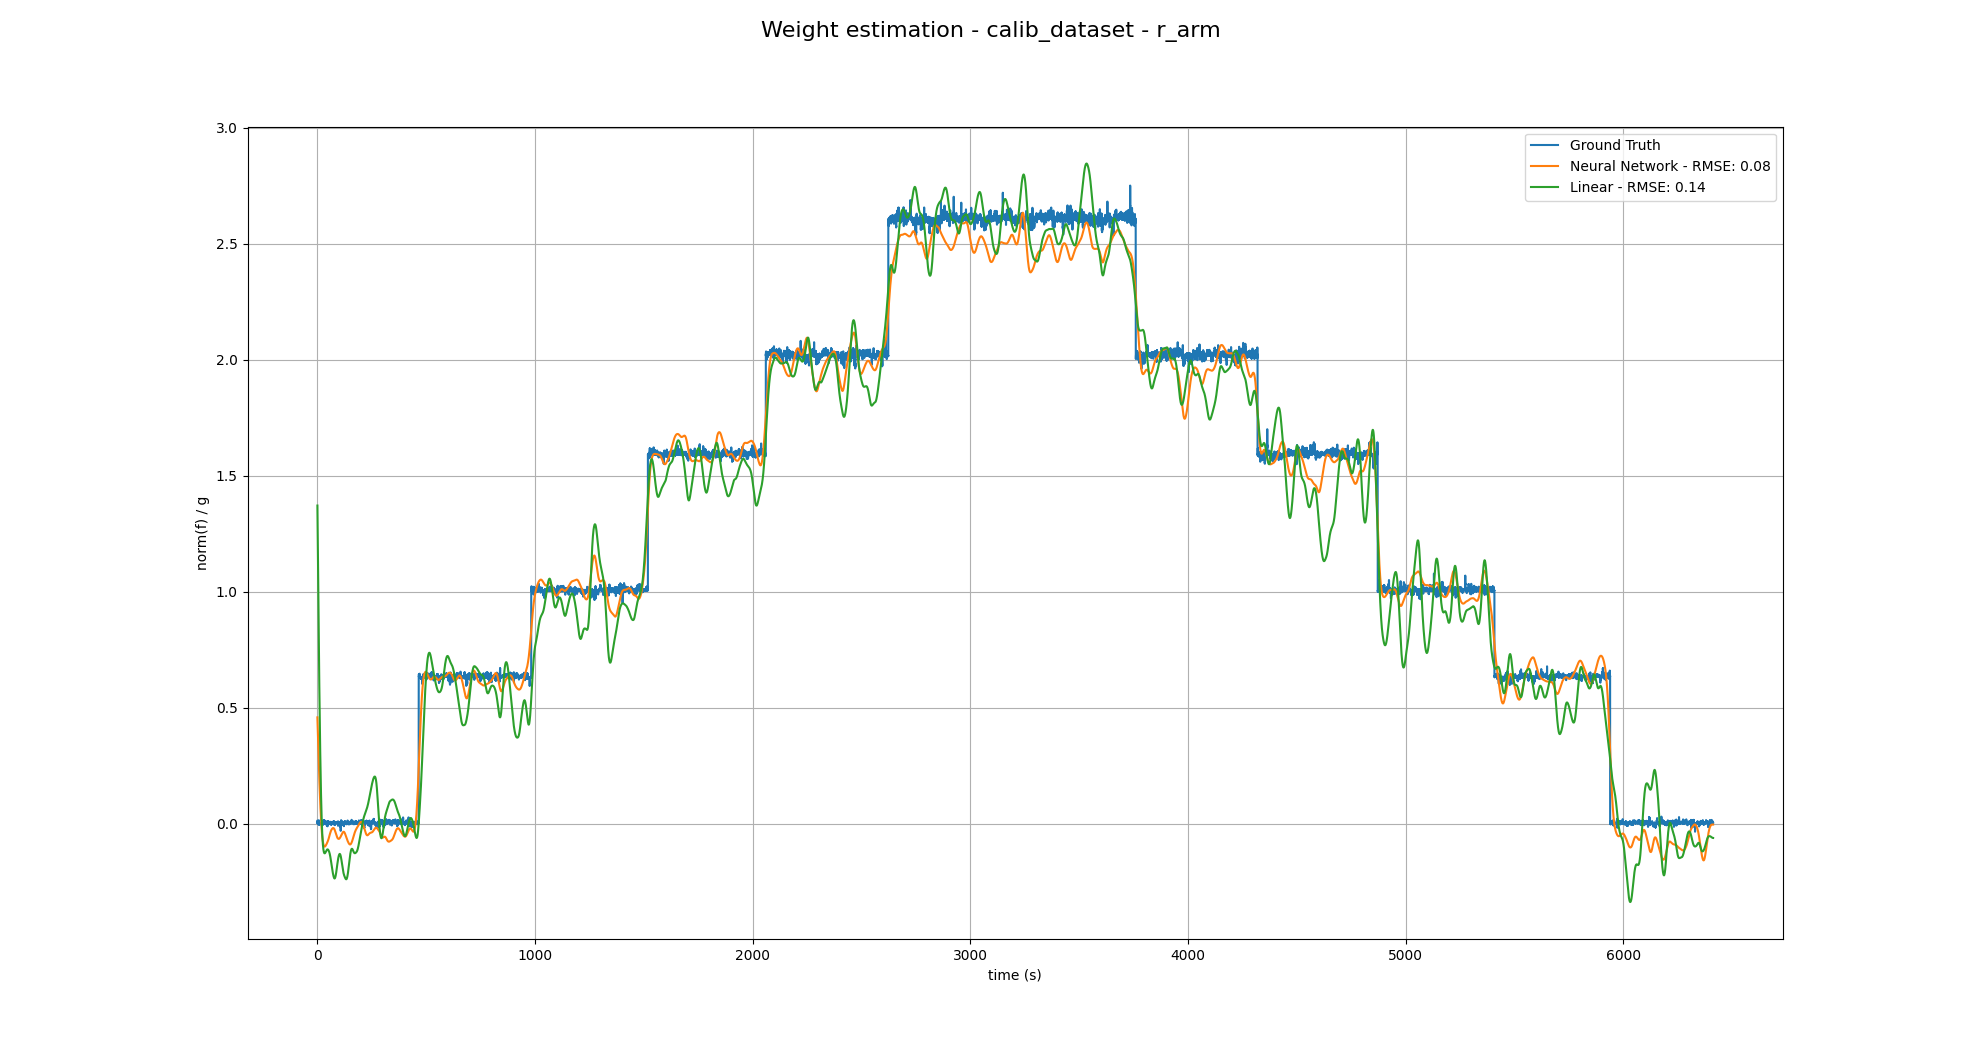 Weight estimation - calib_dataset - r_arm
3.0
2.5
2.0
1.5
1.0
0.5
0.0
norm(f) / g
Ground Truth
Neural Network - RMSE: 0.08
Linear - RMSE: 0.14
0 1000 2000 3000 4000 5000 6000
time (s)